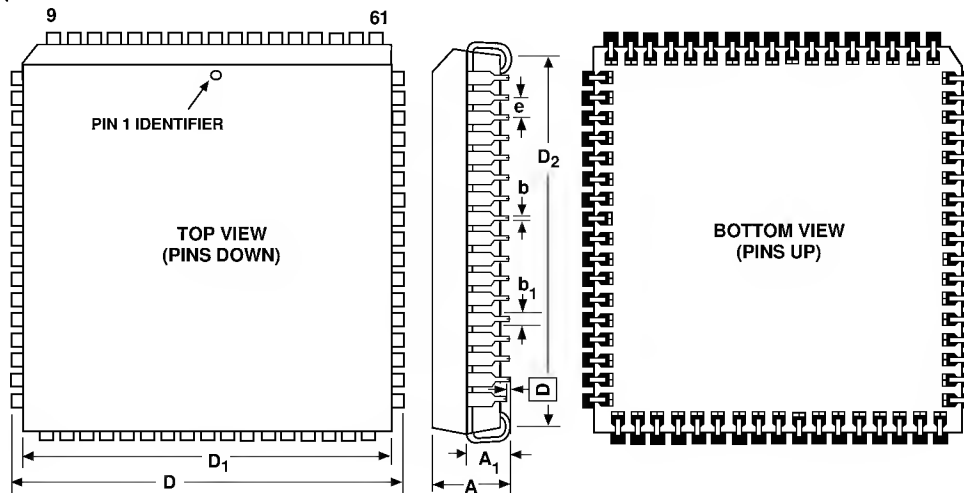 9
61
PIN 1 IDENTIFIER
TOP VIEW
(PINS DOWN)
D1
D
e
D2
b
b1
D
A1
A
BOTTOM VIEW
(PINS UP)